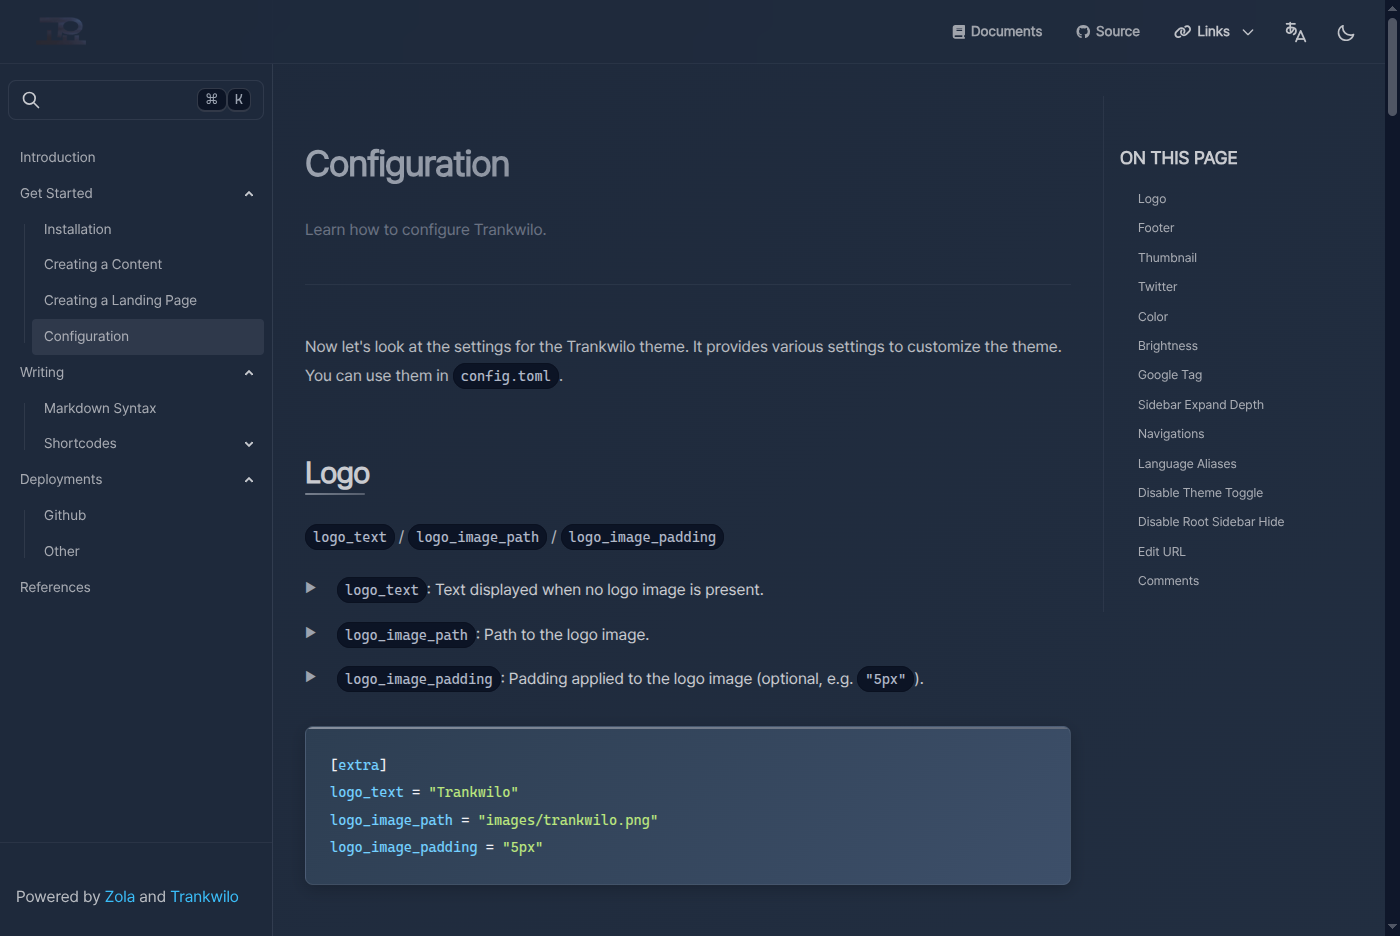 Documents
Source
Links
⌘ K
Introduction
Get Started
Installation
Creating a Content
Creating a Landing Page
Configuration
Writing
Markdown Syntax
Shortcodes
Deployments
Github
Other
References
Powered by Zola and Trankwilo
Configuration
Learn how to configure Trankwilo.
Now let's look at the settings for the Trankwilo theme. It provides various settings to customize the theme.
You can use them in config.toml.
Logo
logo_text / logo_image_path / logo_image_padding
logo_text: Text displayed when no logo image is present.
logo_image_path: Path to the logo image.
logo_image_padding: Padding applied to the logo image (optional, e.g. "5px").
[extra]
logo_text = "Trankwilo"
logo_image_path = "images/trankwilo.png"
logo_image_padding = "5px"
ON THIS PAGE
Logo
Footer
Thumbnail
Twitter
Color
Brightness
Google Tag
Sidebar Expand Depth
Navigations
Language Aliases
Disable Theme Toggle
Disable Root Sidebar Hide
Edit URL
Comments